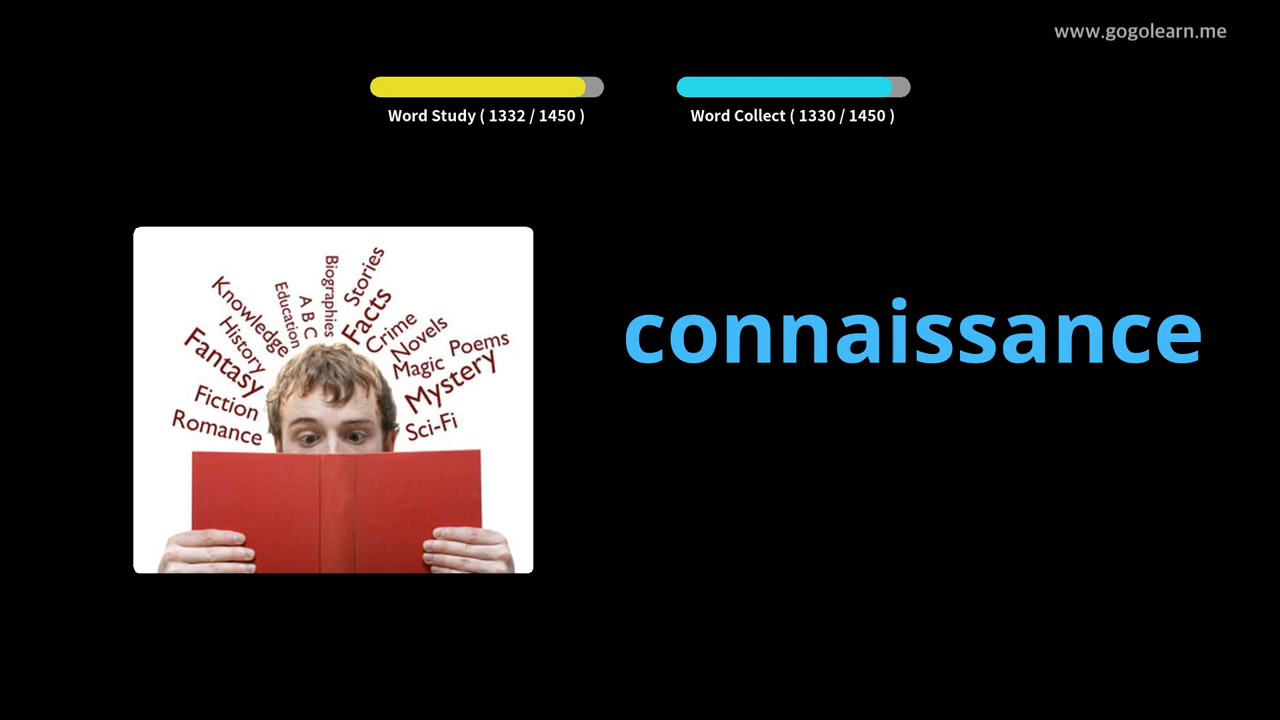 www.gogolearn.me
Word Study ( 1332 / 1450 )
Word Collect ( 1330 / 1450 )
Biographies
Stories
Education
A B C
Facts
Knowledge
Crime
History
Novels
Fantasy
Magic
Poems
Mystery
Fiction
Sci-Fi
Romance
connaissance